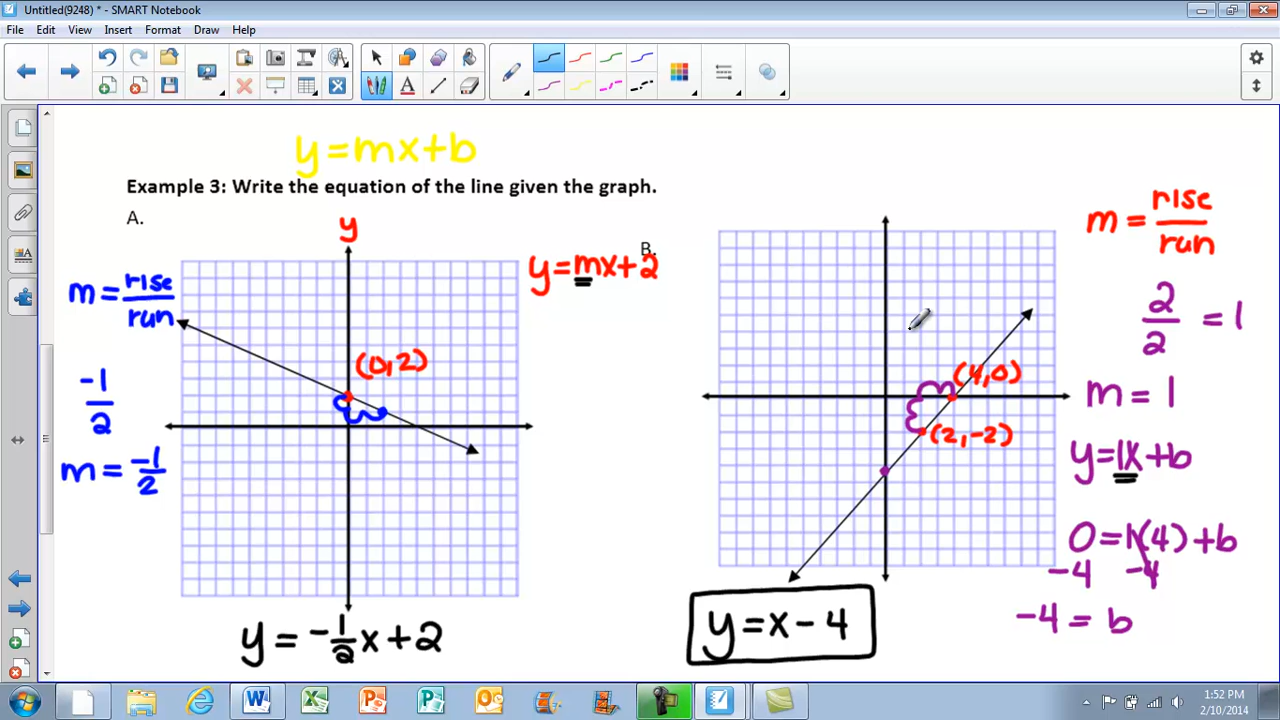 Untitled(9248) * - SMART Notebook
File Edit View Insert Format Draw Help
y=mx+b
Example 3: Write the equation of the line given the graph.
A.
y
m = rise/run
(0,2)
-1/2
m = -1/2
y = -1/2x+2
B.
y=mx+2
(4,0)
(2,-2)
m = rise/run
2/2 = 1
m = 1
y=1x+b
0=1(4)+b
-4 -4
-4 = b
y=x-4
1:52 PM
2/10/2014